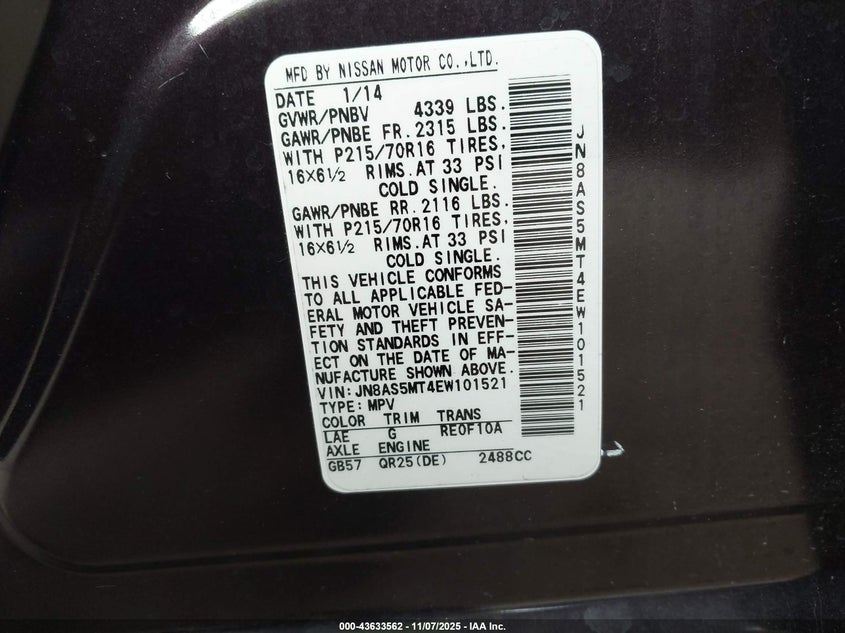 MFD BY NISSAN MOTOR CO.,LTD.
DATE 1/14
GVWR/PNBV 4339 LBS.
GAWR/PNBE FR.2315 LBS.
WITH P215/70R16 TIRES,
16X6½ RIMS.AT 33 PSI
COLD SINGLE.
GAWR/PNBE RR.2116 LBS.
WITH P215/70R16 TIRES,
16X6½ RIMS.AT 33 PSI
COLD SINGLE.
THIS VEHICLE CONFORMS
TO ALL APPLICABLE FED-
ERAL MOTOR VEHICLE SA-
FETY AND THEFT PREVEN-
TION STANDARDS IN EFF-
ECT ON THE DATE OF MA-
NUFACTURE SHOWN ABOVE.
VIN:JN8AS5MT4EW101521
TYPE:MPV
COLOR TRIM TRANS
LAE G RE0F10A
AXLE ENGINE
GB57 QR25(DE) 2488CC
JN8AS5MT4EW101521
000-43633562 - 11/07/2025 - IAA Inc.